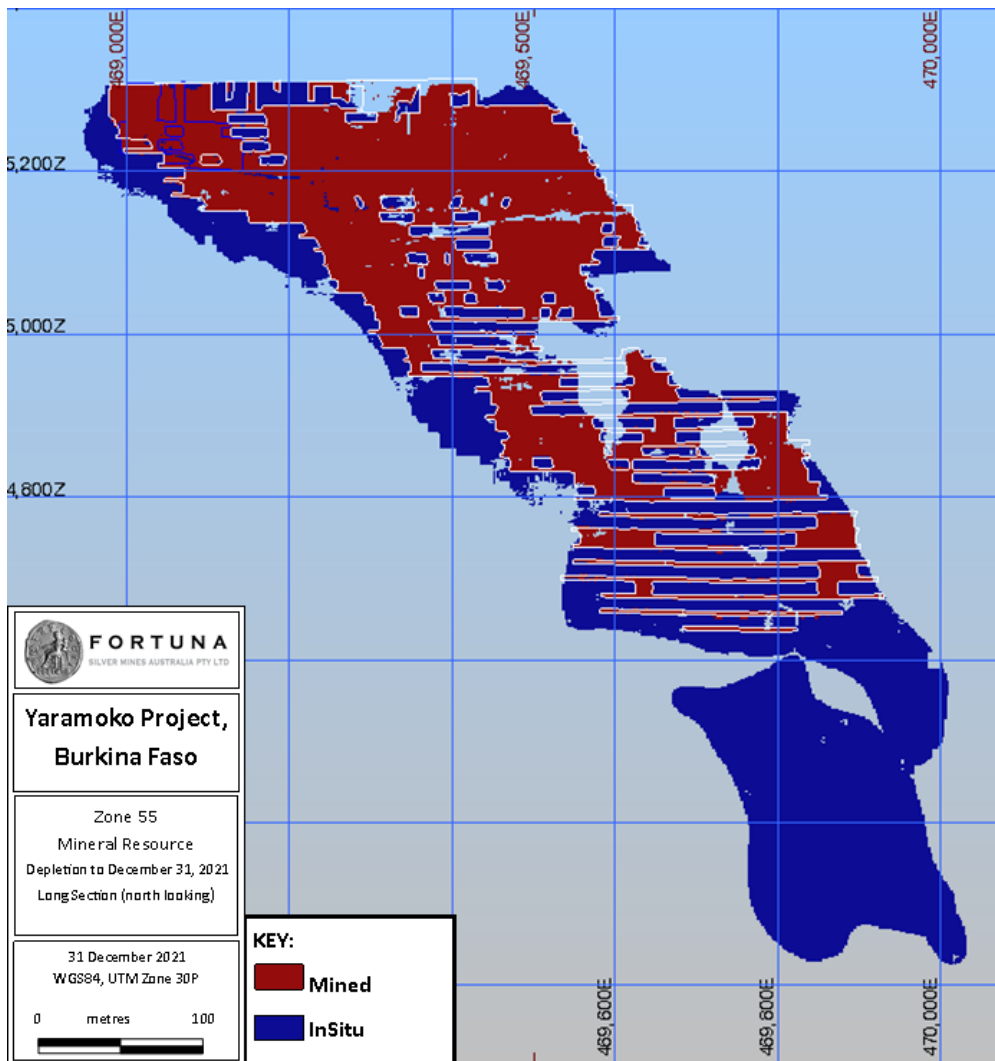 469,000E
469,500E
470,000E
5,200Z
5,000Z
4,800Z
FORTUNA
SILVER MINES AUSTRALIA PTY LTD
Yaramoko Project,
Burkina Faso
Zone 55
Mineral Resource
Depletion to December 31, 2021
Long Section (north looking)
31 December 2021
WGS84, UTM Zone 30P
0 metres 100
KEY:
Mined
InSitu
469,600E
469,800E
470,000E